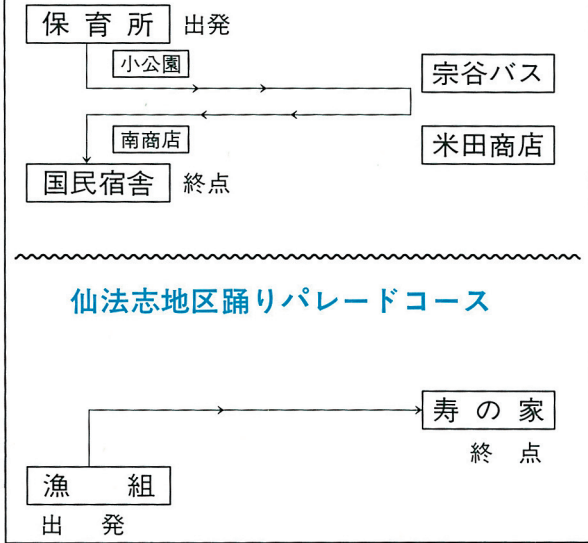 保育所 出発
小公園
宗谷バス
南商店
米田商店
国民宿舎 終点
仙法志地区踊りパレードコース
寿の家
終点
漁組
出発